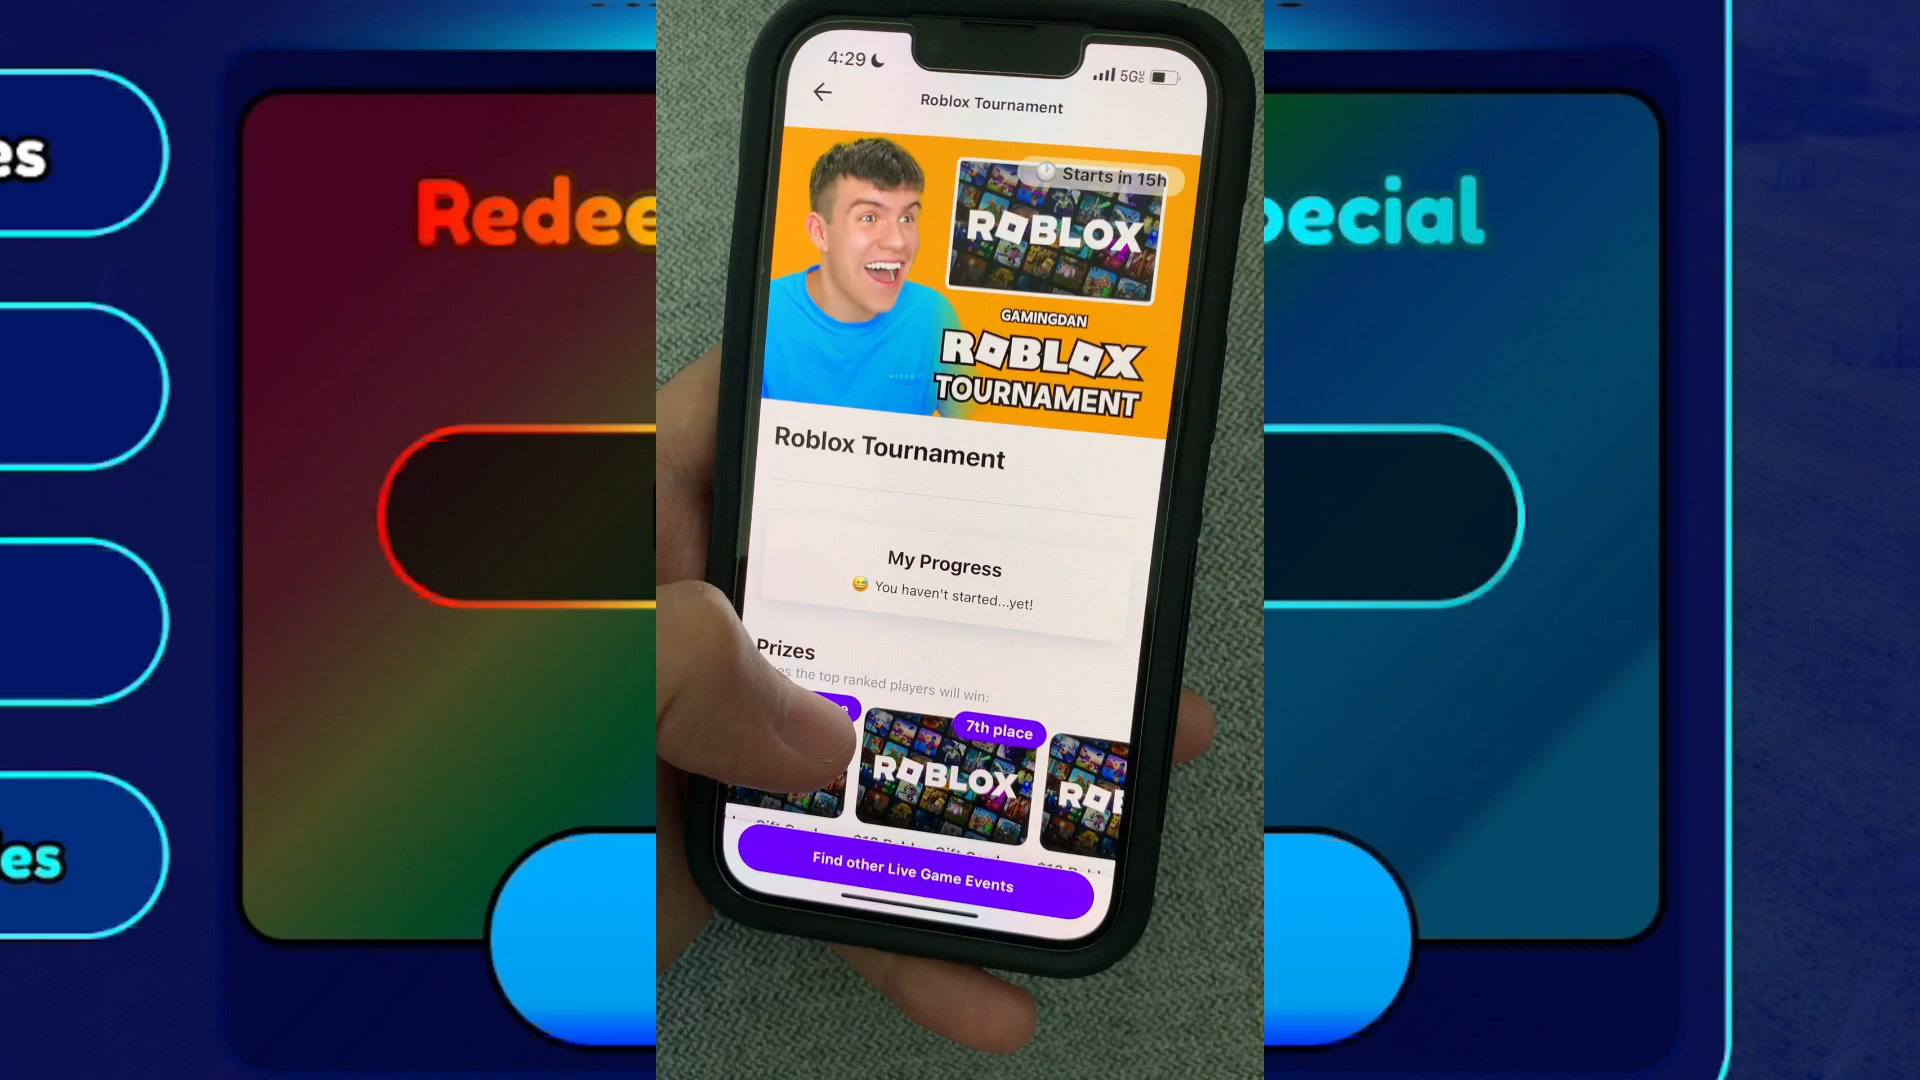 es
Redee
pecial
es
4:29
5G
Roblox Tournament
Starts in 15h
ROBLOX
GAMINGDAN
ROBLOX
TOURNAMENT
Roblox Tournament
My Progress
😅 You haven't started...yet!
Prizes
the top ranked players will win:
7th place
ROBLOX
Find other Live Game Events